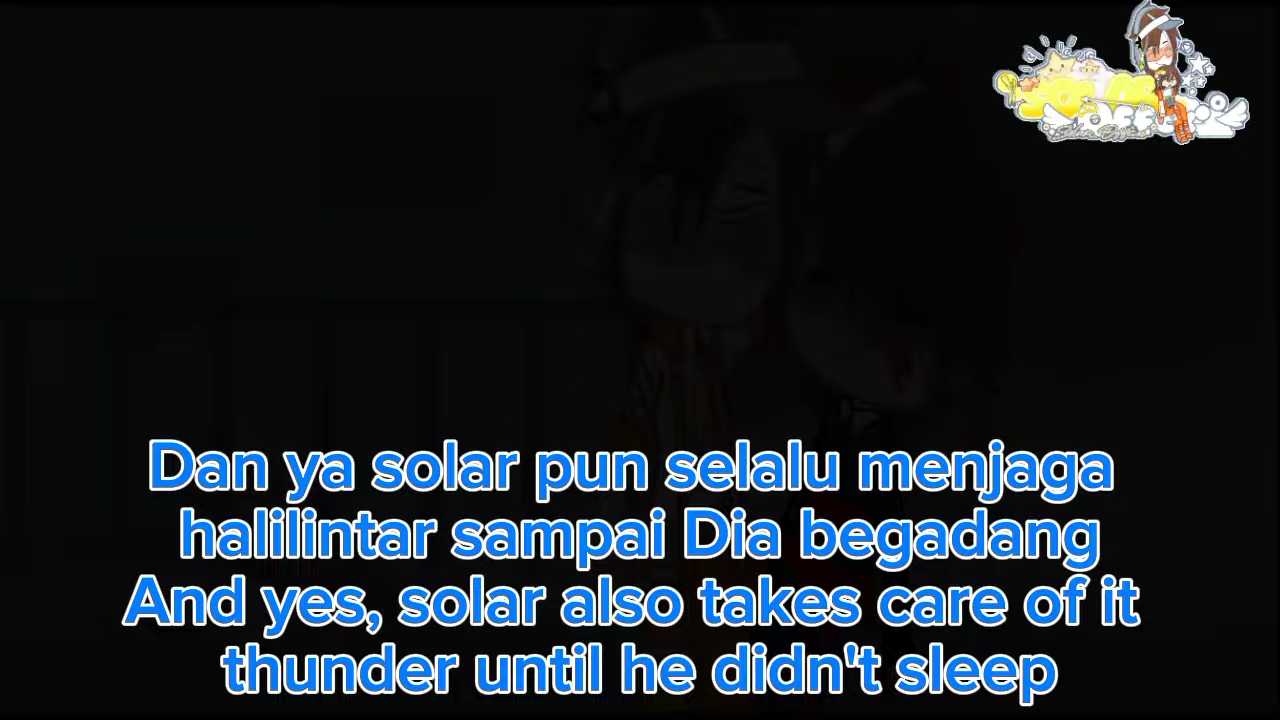 Dan ya solar pun selalu menjaga
halilintar sampai Dia begadang
And yes, solar also takes care of it
thunder until he didn't sleep